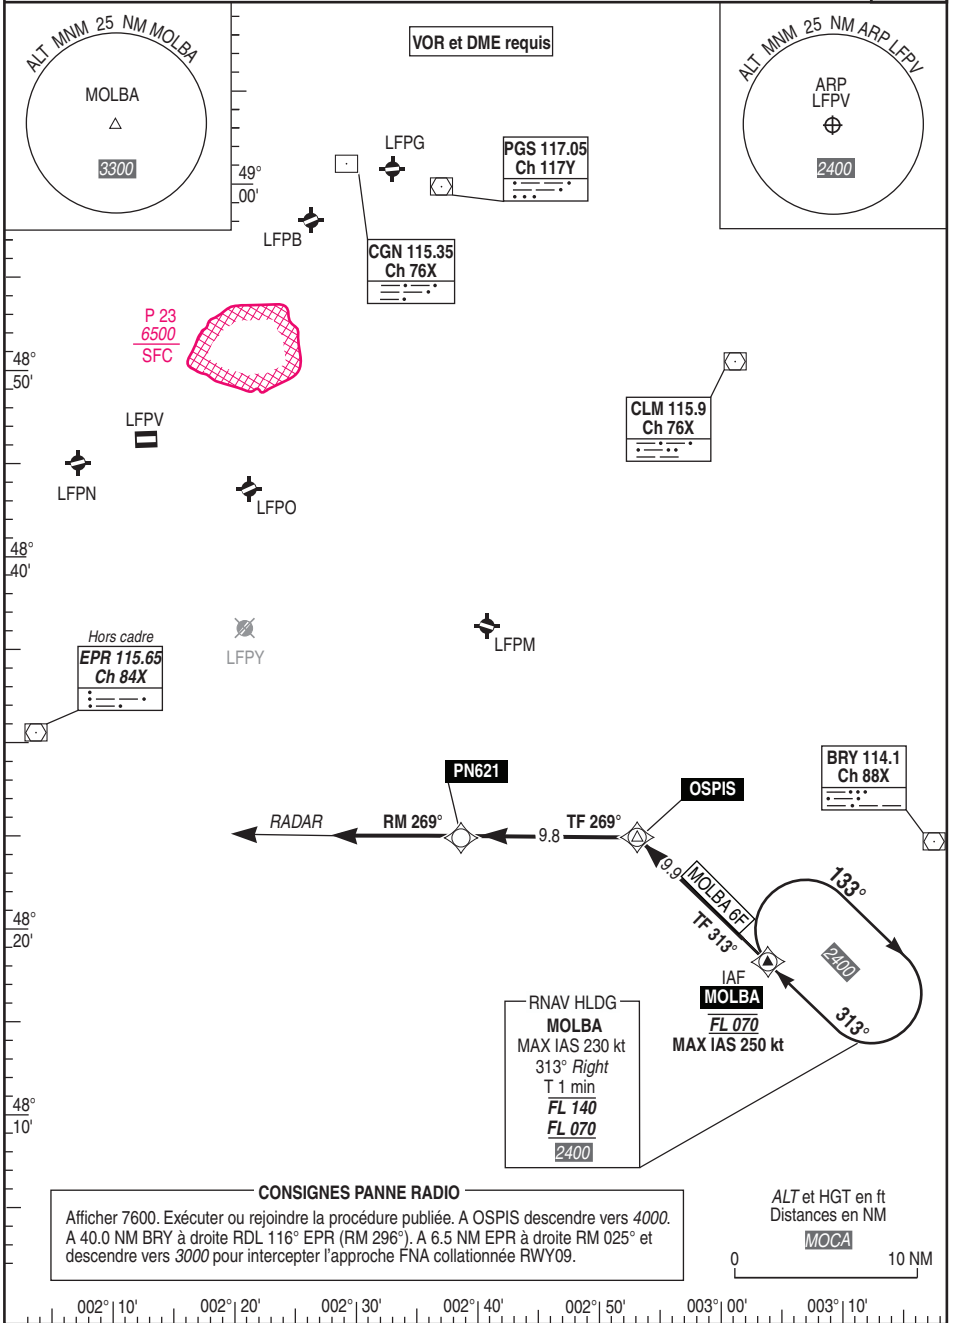 ALT MNM 25 NM MOLBA
MOLBA
3300
VOR et DME requis
ALT MNM 25 NM ARP LFPV
ARP
LFPV
2400
LFPG
PGS 117.05
Ch 117Y
49°
00'
LFPB
CGN 115.35
Ch 76X
P 23
6500
SFC
48°
50'
CLM 115.9
Ch 76X
LFPV
LFPN
LFPO
48°
40'
LFPY
LFPM
Hors cadre
EPR 115.65
Ch 84X
BRY 114.1
Ch 88X
PN621
OSPIS
RADAR
RM 269°
9.8
TF 269°
9.9
MOLBA 6F
TF 313°
133°
2400
313°
48°
20'
IAF
MOLBA
FL 070
MAX IAS 250 kt
RNAV HLDG
MOLBA
MAX IAS 230 kt
313° Right
T 1 min
FL 140
FL 070
2400
48°
10'
CONSIGNES PANNE RADIO
Afficher 7600. Exécuter ou rejoindre la procédure publiée. A OSPIS descendre vers 4000.
A 40.0 NM BRY à droite RDL 116° EPR (RM 296°). A 6.5 NM EPR à droite RM 025° et
descendre vers 3000 pour intercepter l'approche FNA collationnée RWY09.
ALT et HGT en ft
Distances en NM
MOCA
0 10 NM
002° 10' 002° 20' 002° 30' 002° 40' 002° 50' 003° 00' 003° 10'